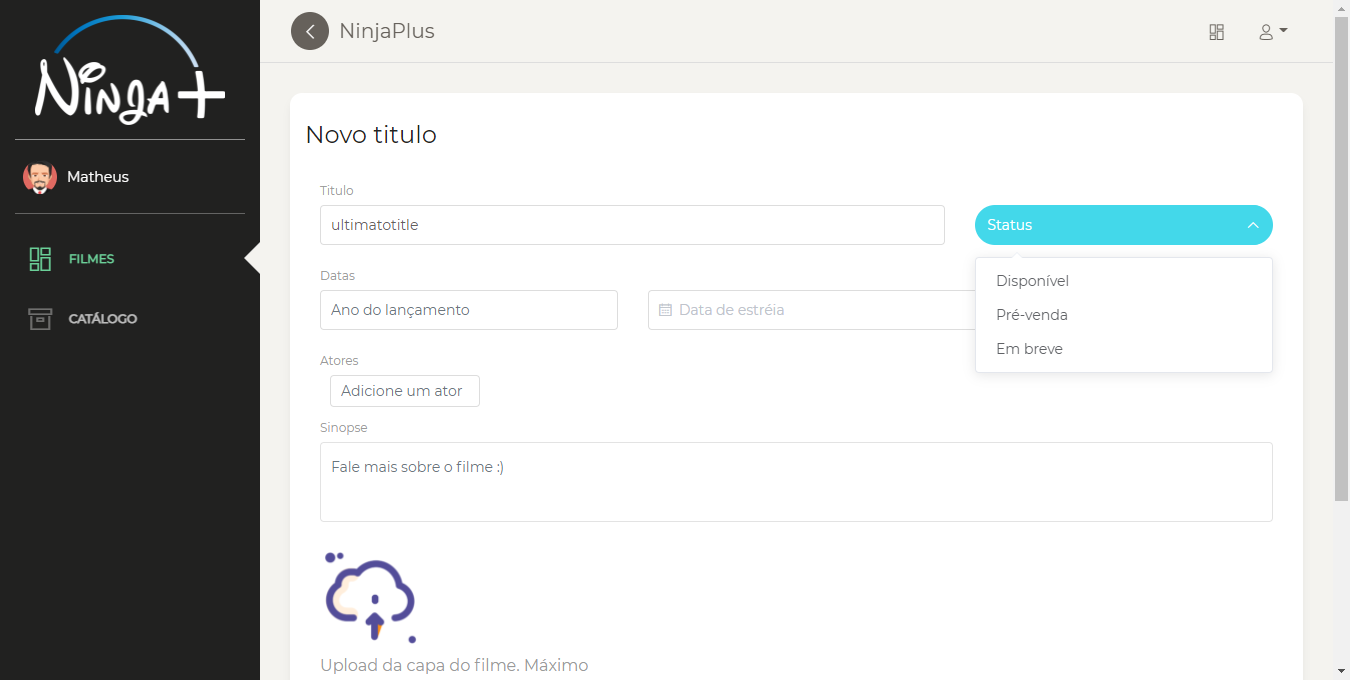 Ninja+
NinjaPlus
Matheus
FILMES
CATÁLOGO
Novo titulo
Titulo
ultimatotitle
Status
Disponível
Pré-venda
Em breve
Datas
Ano do lançamento
Data de estréia
Atores
Adicione um ator
Sinopse
Fale mais sobre o filme :)
Upload da capa do filme. Máximo